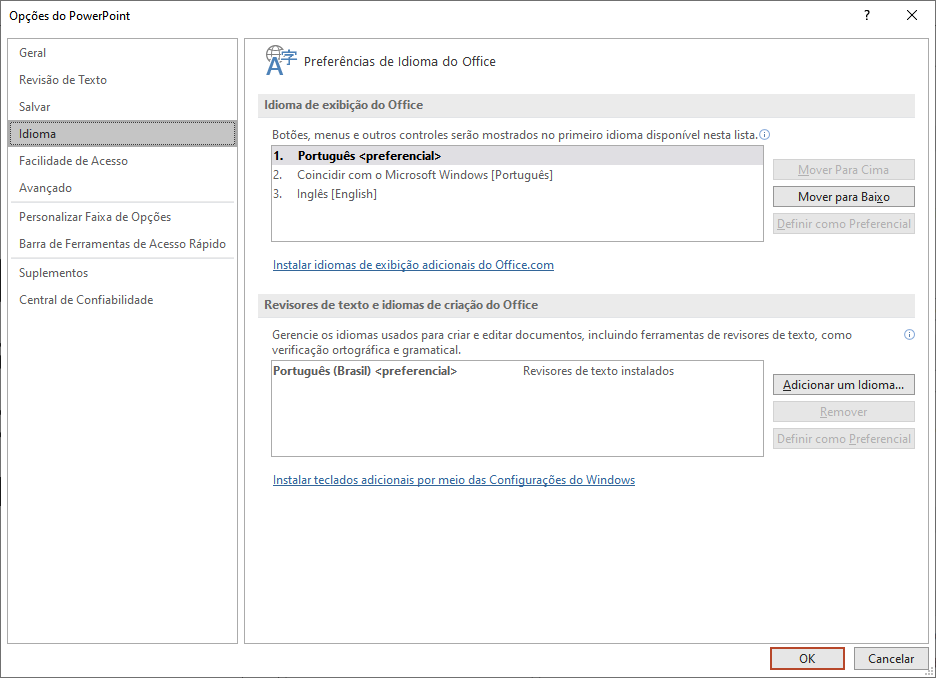 Opções do PowerPoint
?
Geral
Revisão de Texto
Salvar
Idioma
Facilidade de Acesso
Avançado
Personalizar Faixa de Opções
Barra de Ferramentas de Acesso Rápido
Suplementos
Central de Confiabilidade
A字
Preferências de Idioma do Office
Idioma de exibição do Office
Botões, menus e outros controles serão mostrados no primeiro idioma disponível nesta lista.
1. Português <preferencial>
2. Coincidir com o Microsoft Windows [Português]
3. Inglês [English]
Mover Para Cima
Mover para Baixo
Definir como Preferencial
Instalar idiomas de exibição adicionais do Office.com
Revisores de texto e idiomas de criação do Office
Gerencie os idiomas usados para criar e editar documentos, incluindo ferramentas de revisores de texto, como
verificação ortográfica e gramatical.
Português (Brasil) <preferencial> Revisores de texto instalados
Adicionar um Idioma...
Remover
Definir como Preferencial
Instalar teclados adicionais por meio das Configurações do Windows
OK
Cancelar